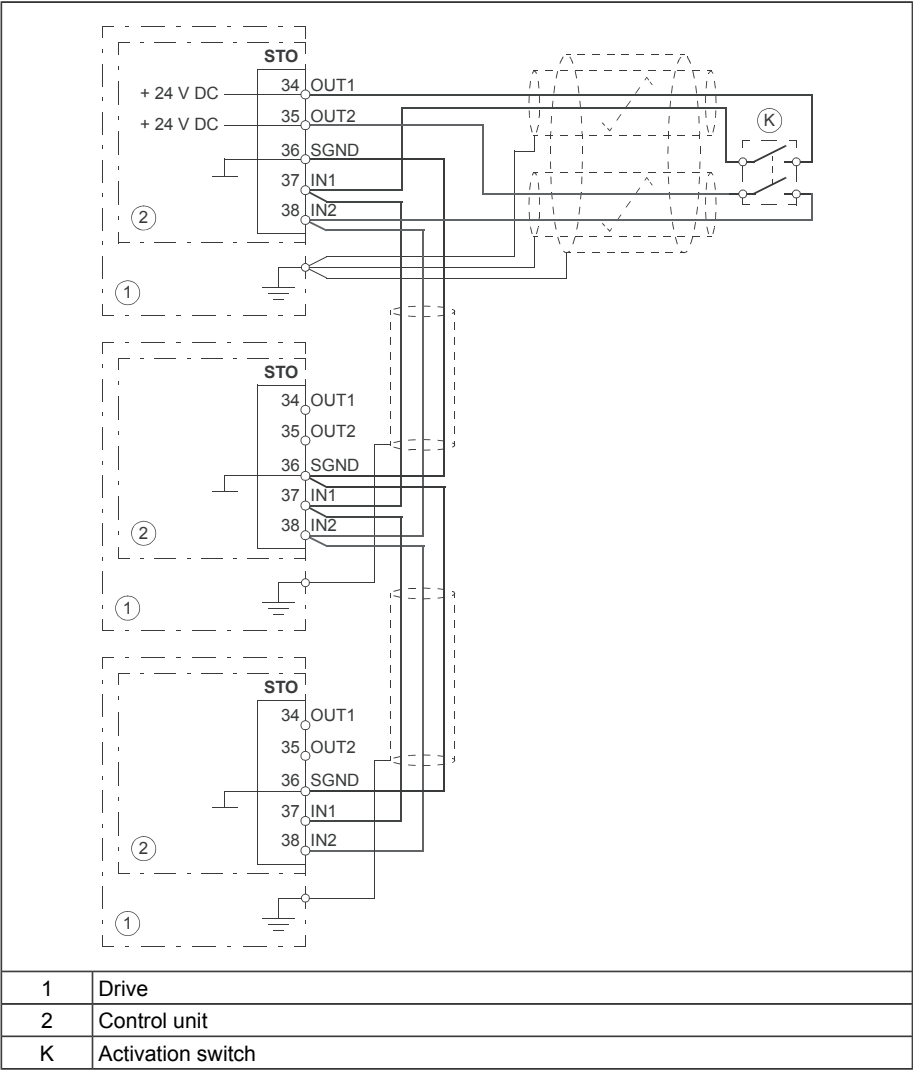 STO
34 OUT1
+ 24 V DC
35 OUT2
+ 24 V DC
K
36 SGND
37 IN1
38 IN2
2
1
STO
34 OUT1
35 OUT2
36 SGND
37 IN1
38 IN2
2
1
STO
34 OUT1
35 OUT2
36 SGND
37 IN1
38 IN2
2
1
1 Drive
2 Control unit
K Activation switch